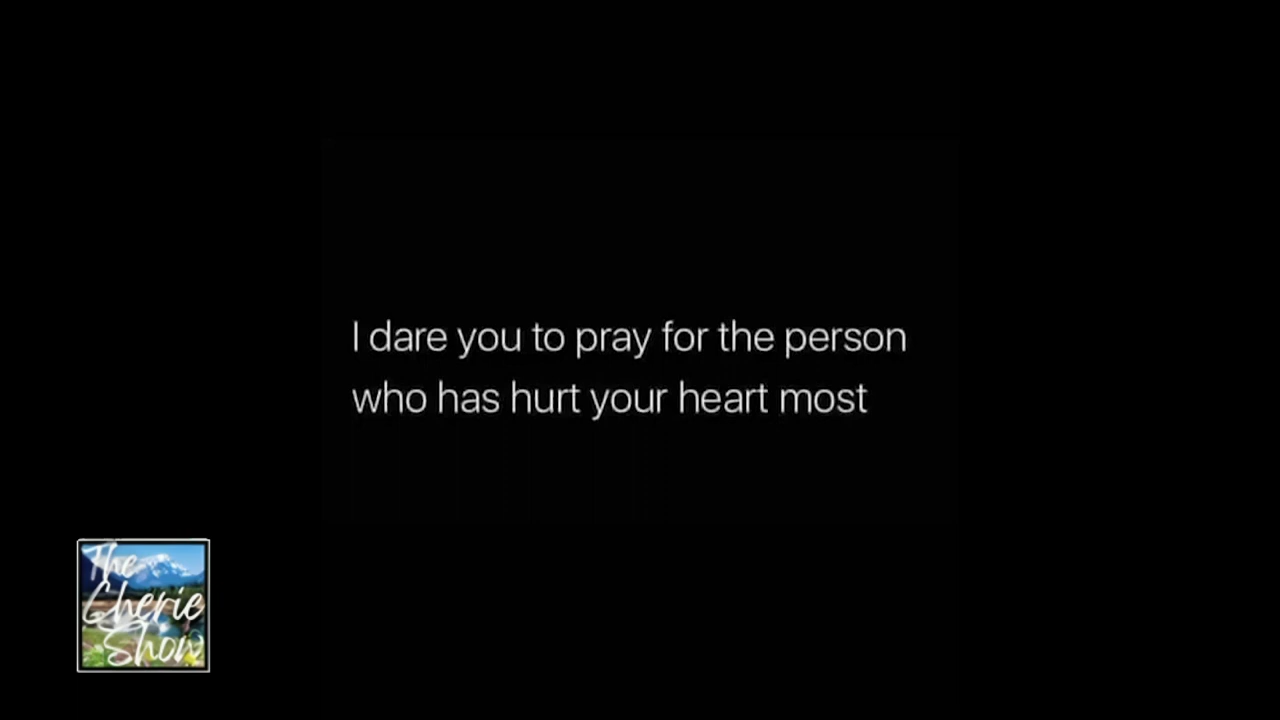 I dare you to pray for the person
who has hurt your heart most
The
Cherie
Show